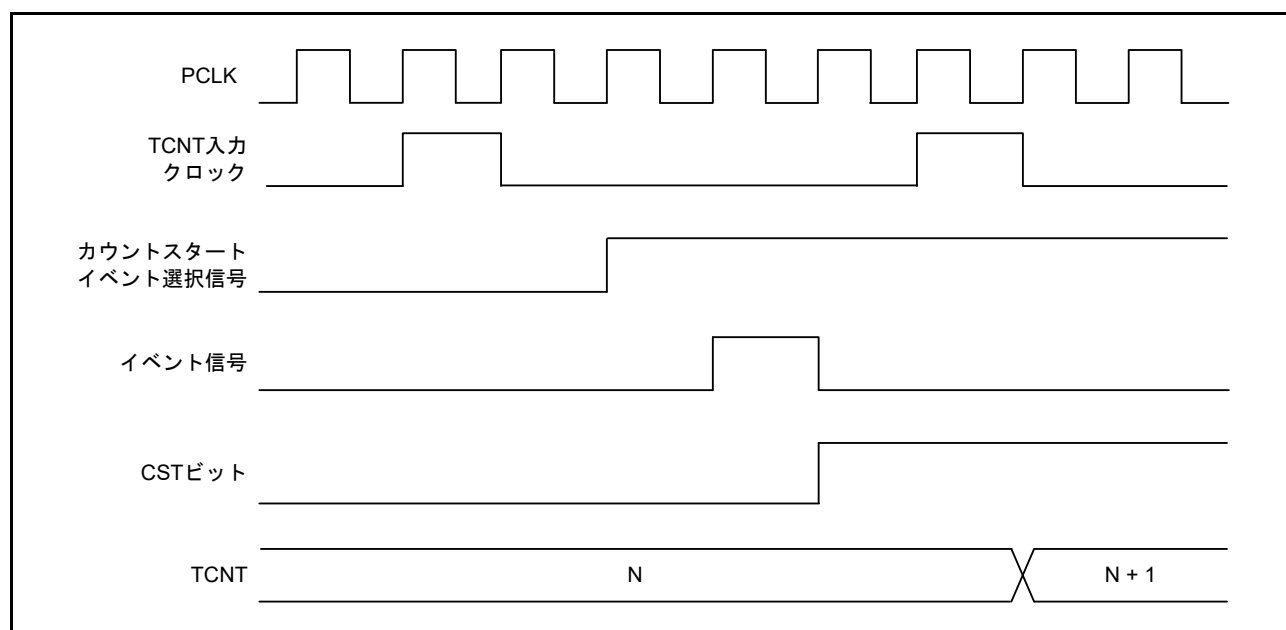 PCLK
TCNT入力
クロック
カウントスタート
イベント選択信号
イベント信号
CSTビット
TCNT
N
N + 1